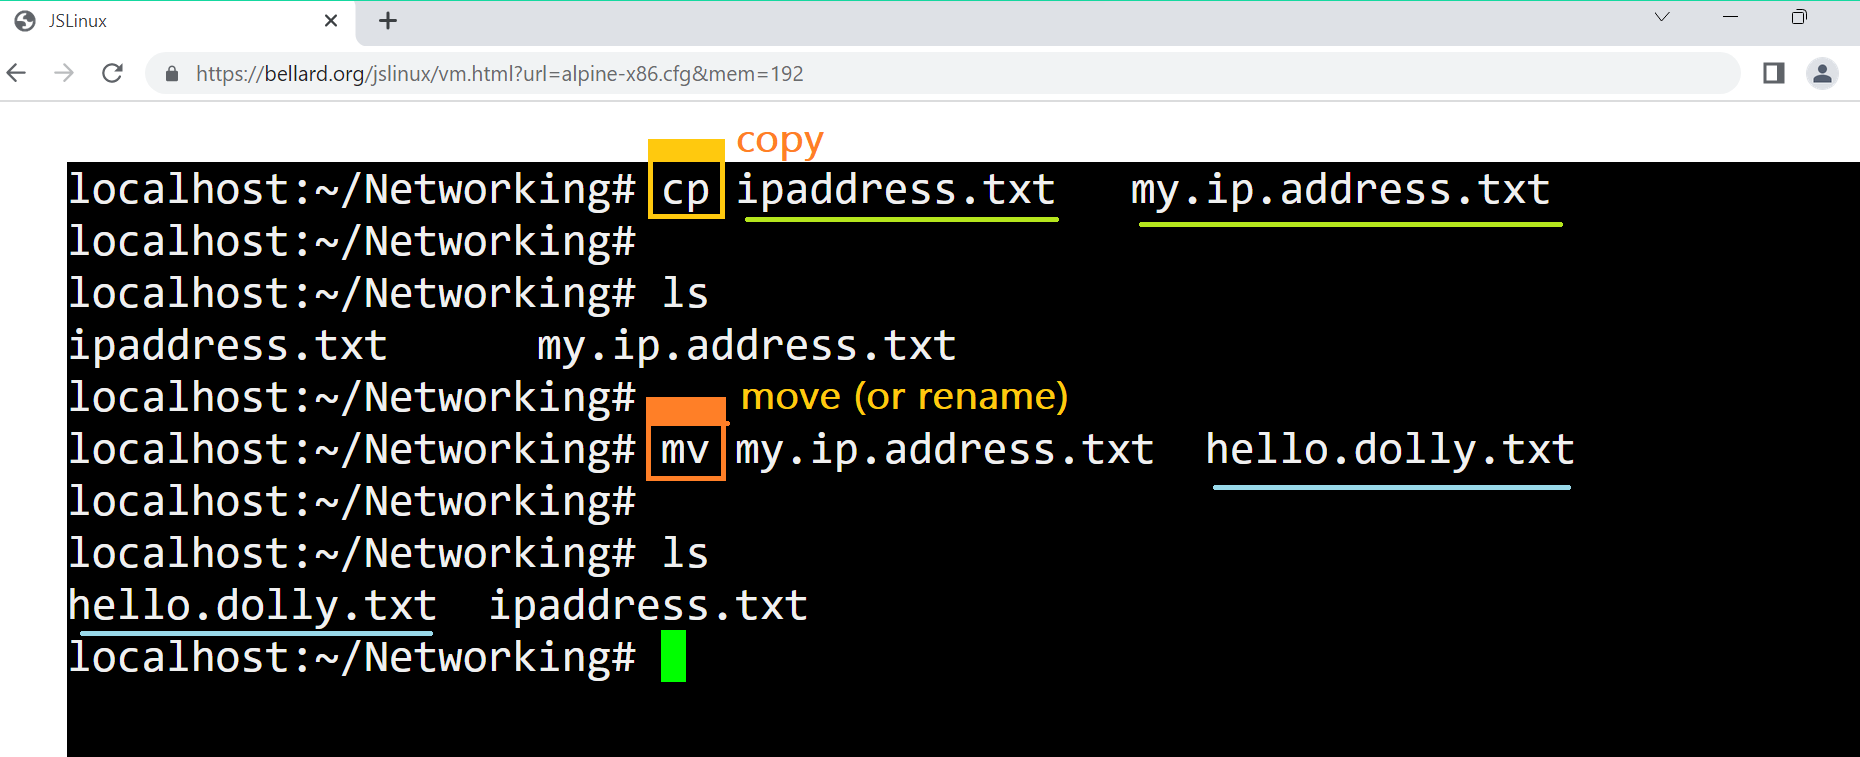 JSLinux
https://bellard.org/jslinux/vm.html?url=alpine-x86.cfg&mem=192
copy
localhost:~/Networking# cp ipaddress.txt my.ip.address.txt
localhost:~/Networking#
localhost:~/Networking# ls
ipaddress.txt my.ip.address.txt
localhost:~/Networking# move (or rename)
localhost:~/Networking# mv my.ip.address.txt hello.dolly.txt
localhost:~/Networking#
localhost:~/Networking# ls
hello.dolly.txt ipaddress.txt
localhost:~/Networking#